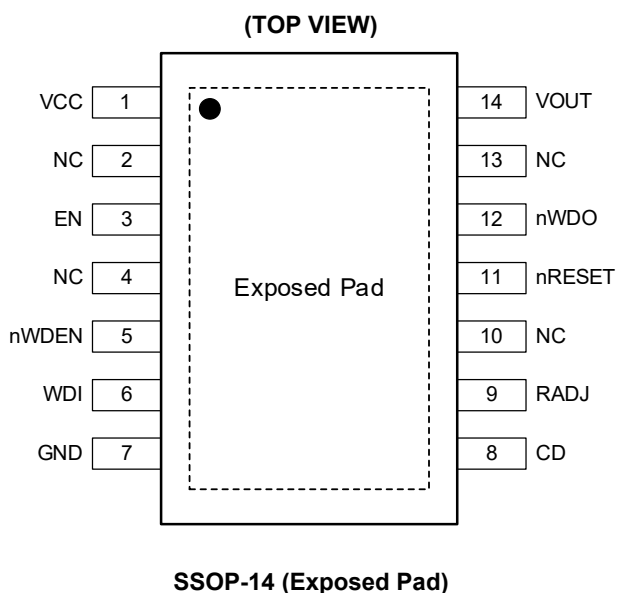 (TOP VIEW)
VCC 1 14 VOUT
NC 2 13 NC
EN 3 12 nWDO
NC 4 11 nRESET
Exposed Pad
nWDEN 5 10 NC
WDI 6 9 RADJ
GND 7 8 CD
SSOP-14 (Exposed Pad)